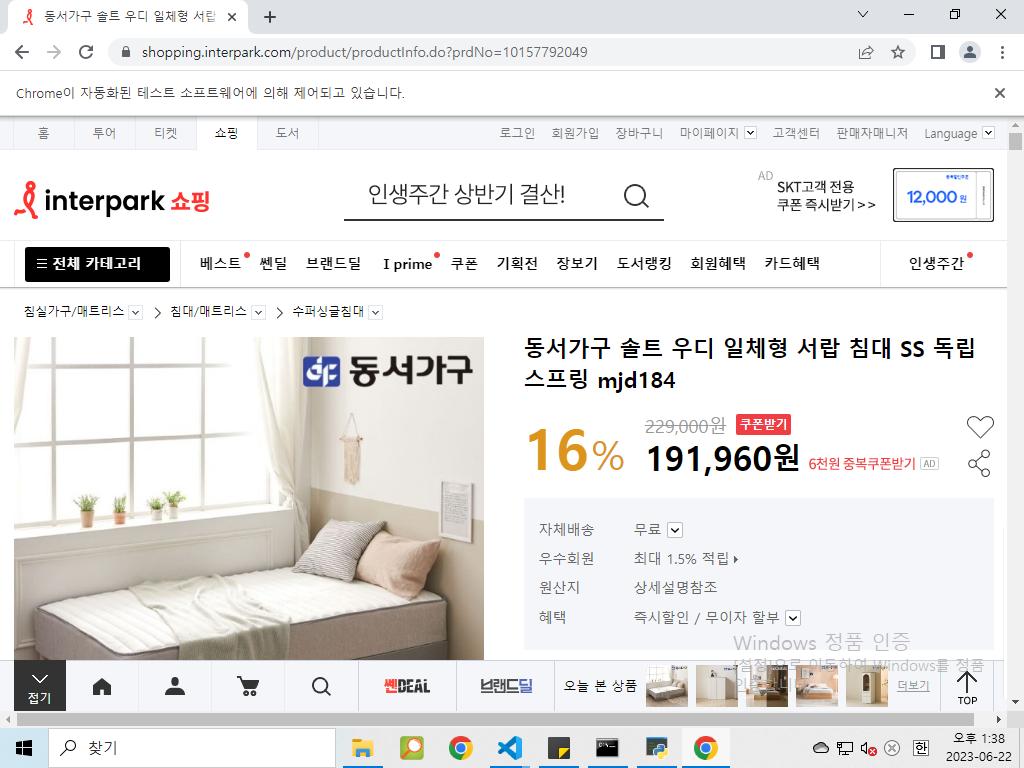 동서가구 솔트 우디 일체형 서랍
shopping.interpark.com/product/productInfo.do?prdNo=10157792049
Chrome이 자동화된 테스트 소프트웨어에 의해 제어되고 있습니다.
홈 투어 티켓 쇼핑 도서 로그인 회원가입 장바구니 마이페이지 고객센터 판매자매니저 Language
interpark 쇼핑
인생주간 상반기 결산!
AD
SKT고객 전용
쿠폰 즉시받기>>
12,000 원
≡ 전체 카테고리 베스트 쎈딜 브랜드딜 I prime 쿠폰 기획전 장보기 도서랭킹 회원혜택 카드혜택 인생주간
침실가구/매트리스 침대/매트리스 수퍼싱글침대
동서가구
동서가구 솔트 우디 일체형 서랍 침대 SS 독립
스프링 mjd184
16%
229,000원 쿠폰받기
191,960원 6천원 중복쿠폰받기 AD
자체배송 무료
우수회원 최대 1.5% 적립
원산지 상세설명참조
혜택 즉시할인 / 무이자 할부
Windows 정품 인증
[설정]으로 이동하여 Windows를 정품
접기
쎈DEAL
브랜드딜
오늘 본 상품
더보기
TOP
찾기
한
오후 1:38
2023-06-22